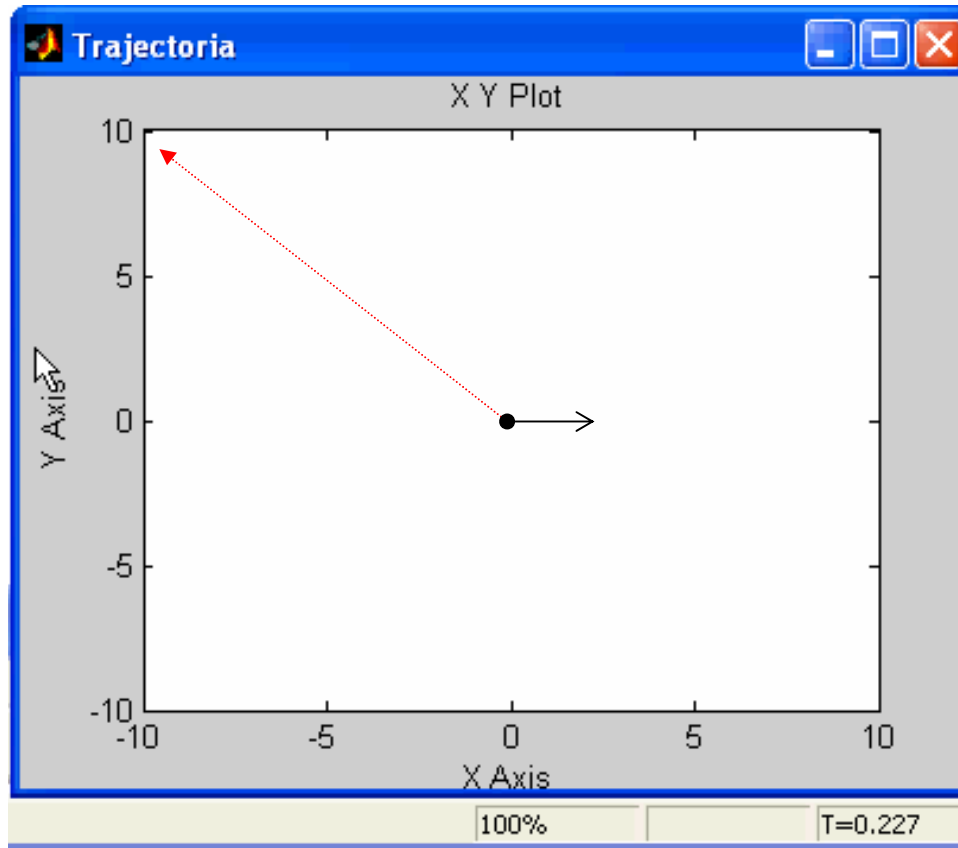 Trajectoria
X Y Plot
10
5
0
-5
-10
Y Axis
-10 -5 0 5 10
X Axis
100% T=0.227